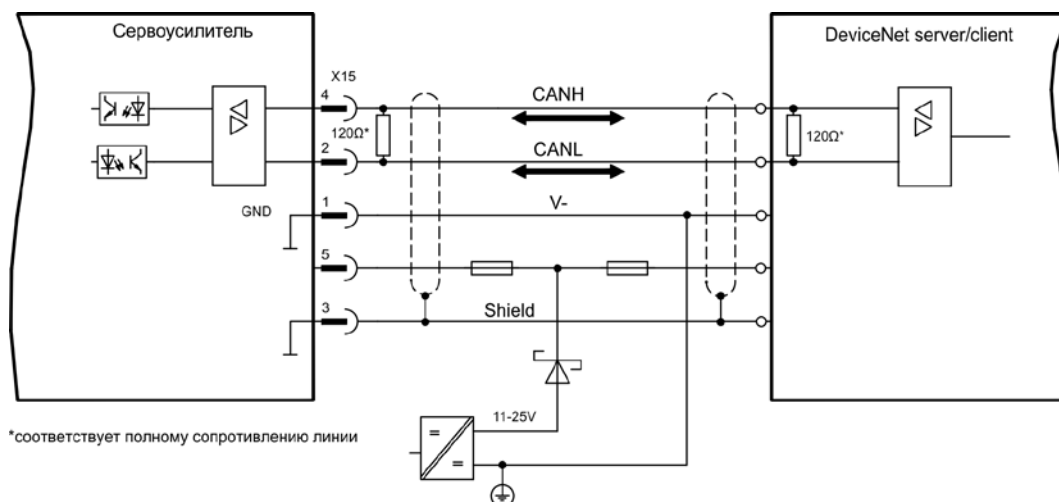 Сервоусилитель
DeviceNet server/client
X15
4
CANH
120Ω*
120Ω*
2
CANL
GND
1
V-
5
3
Shield
11-25V
*соответствует полному сопротивлению линии